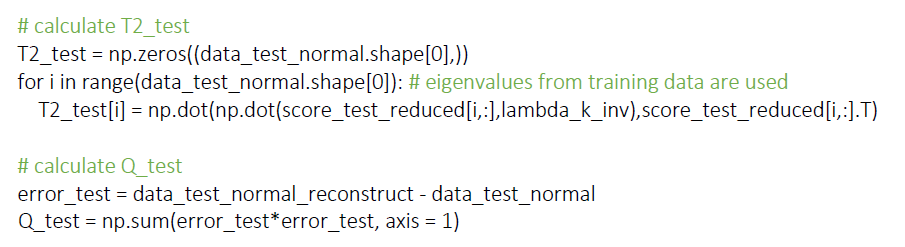 # calculate T2_test
T2_test = np.zeros((data_test_normal.shape[0],))
for i in range(data_test_normal.shape[0]): # eigenvalues from training data are used
    T2_test[i] = np.dot(np.dot(score_test_reduced[i,:],lambda_k_inv),score_test_reduced[i,:].T)

# calculate Q_test
error_test = data_test_normal_reconstruct - data_test_normal
Q_test = np.sum(error_test*error_test, axis = 1)